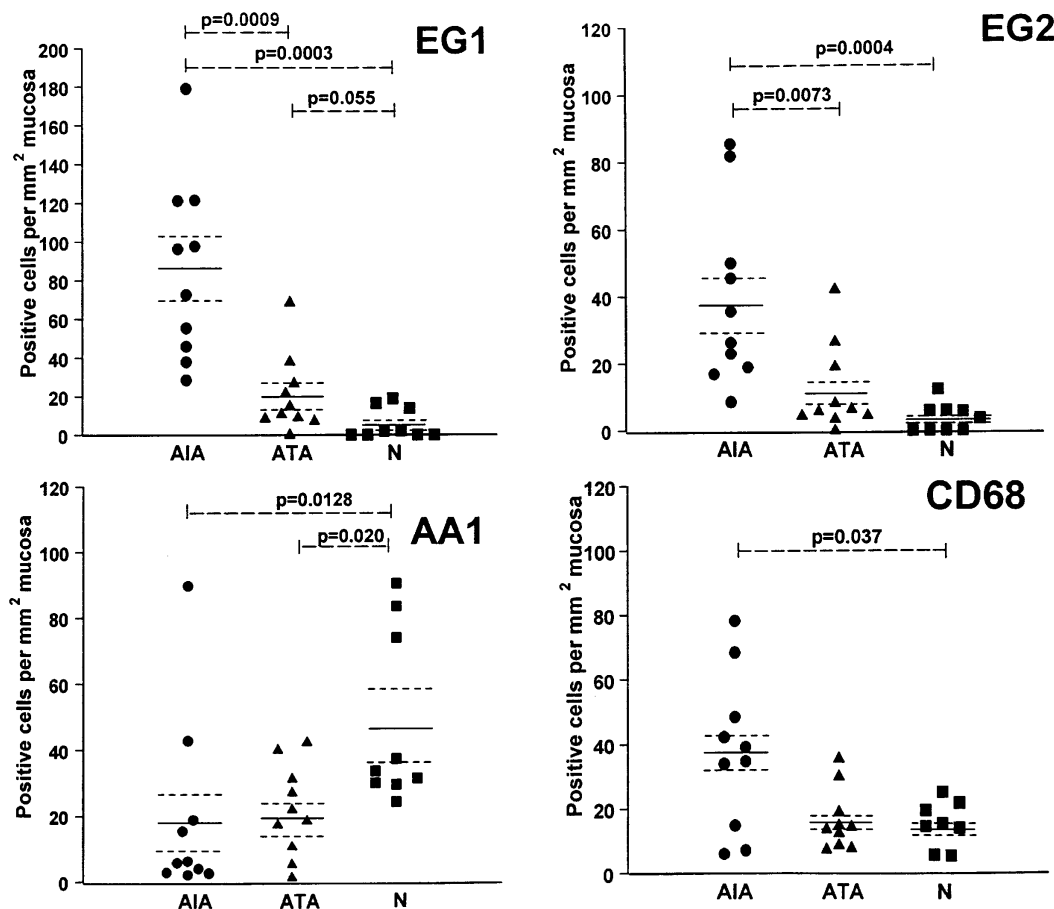 EG1
p=0.0009
p=0.0003
p=0.055
Positive cells per mm² mucosa
200
180
160
140
120
100
80
60
40
20
0
AIA ATA N
EG2
p=0.0004
p=0.0073
Positive cells per mm² mucosa
120
100
80
60
40
20
0
AIA ATA N
AA1
p=0.0128
p=0.020
Positive cells per mm² mucosa
120
100
80
60
40
20
0
AIA ATA N
CD68
p=0.037
Positive cells per mm² mucosa
120
100
80
60
40
20
0
AIA ATA N